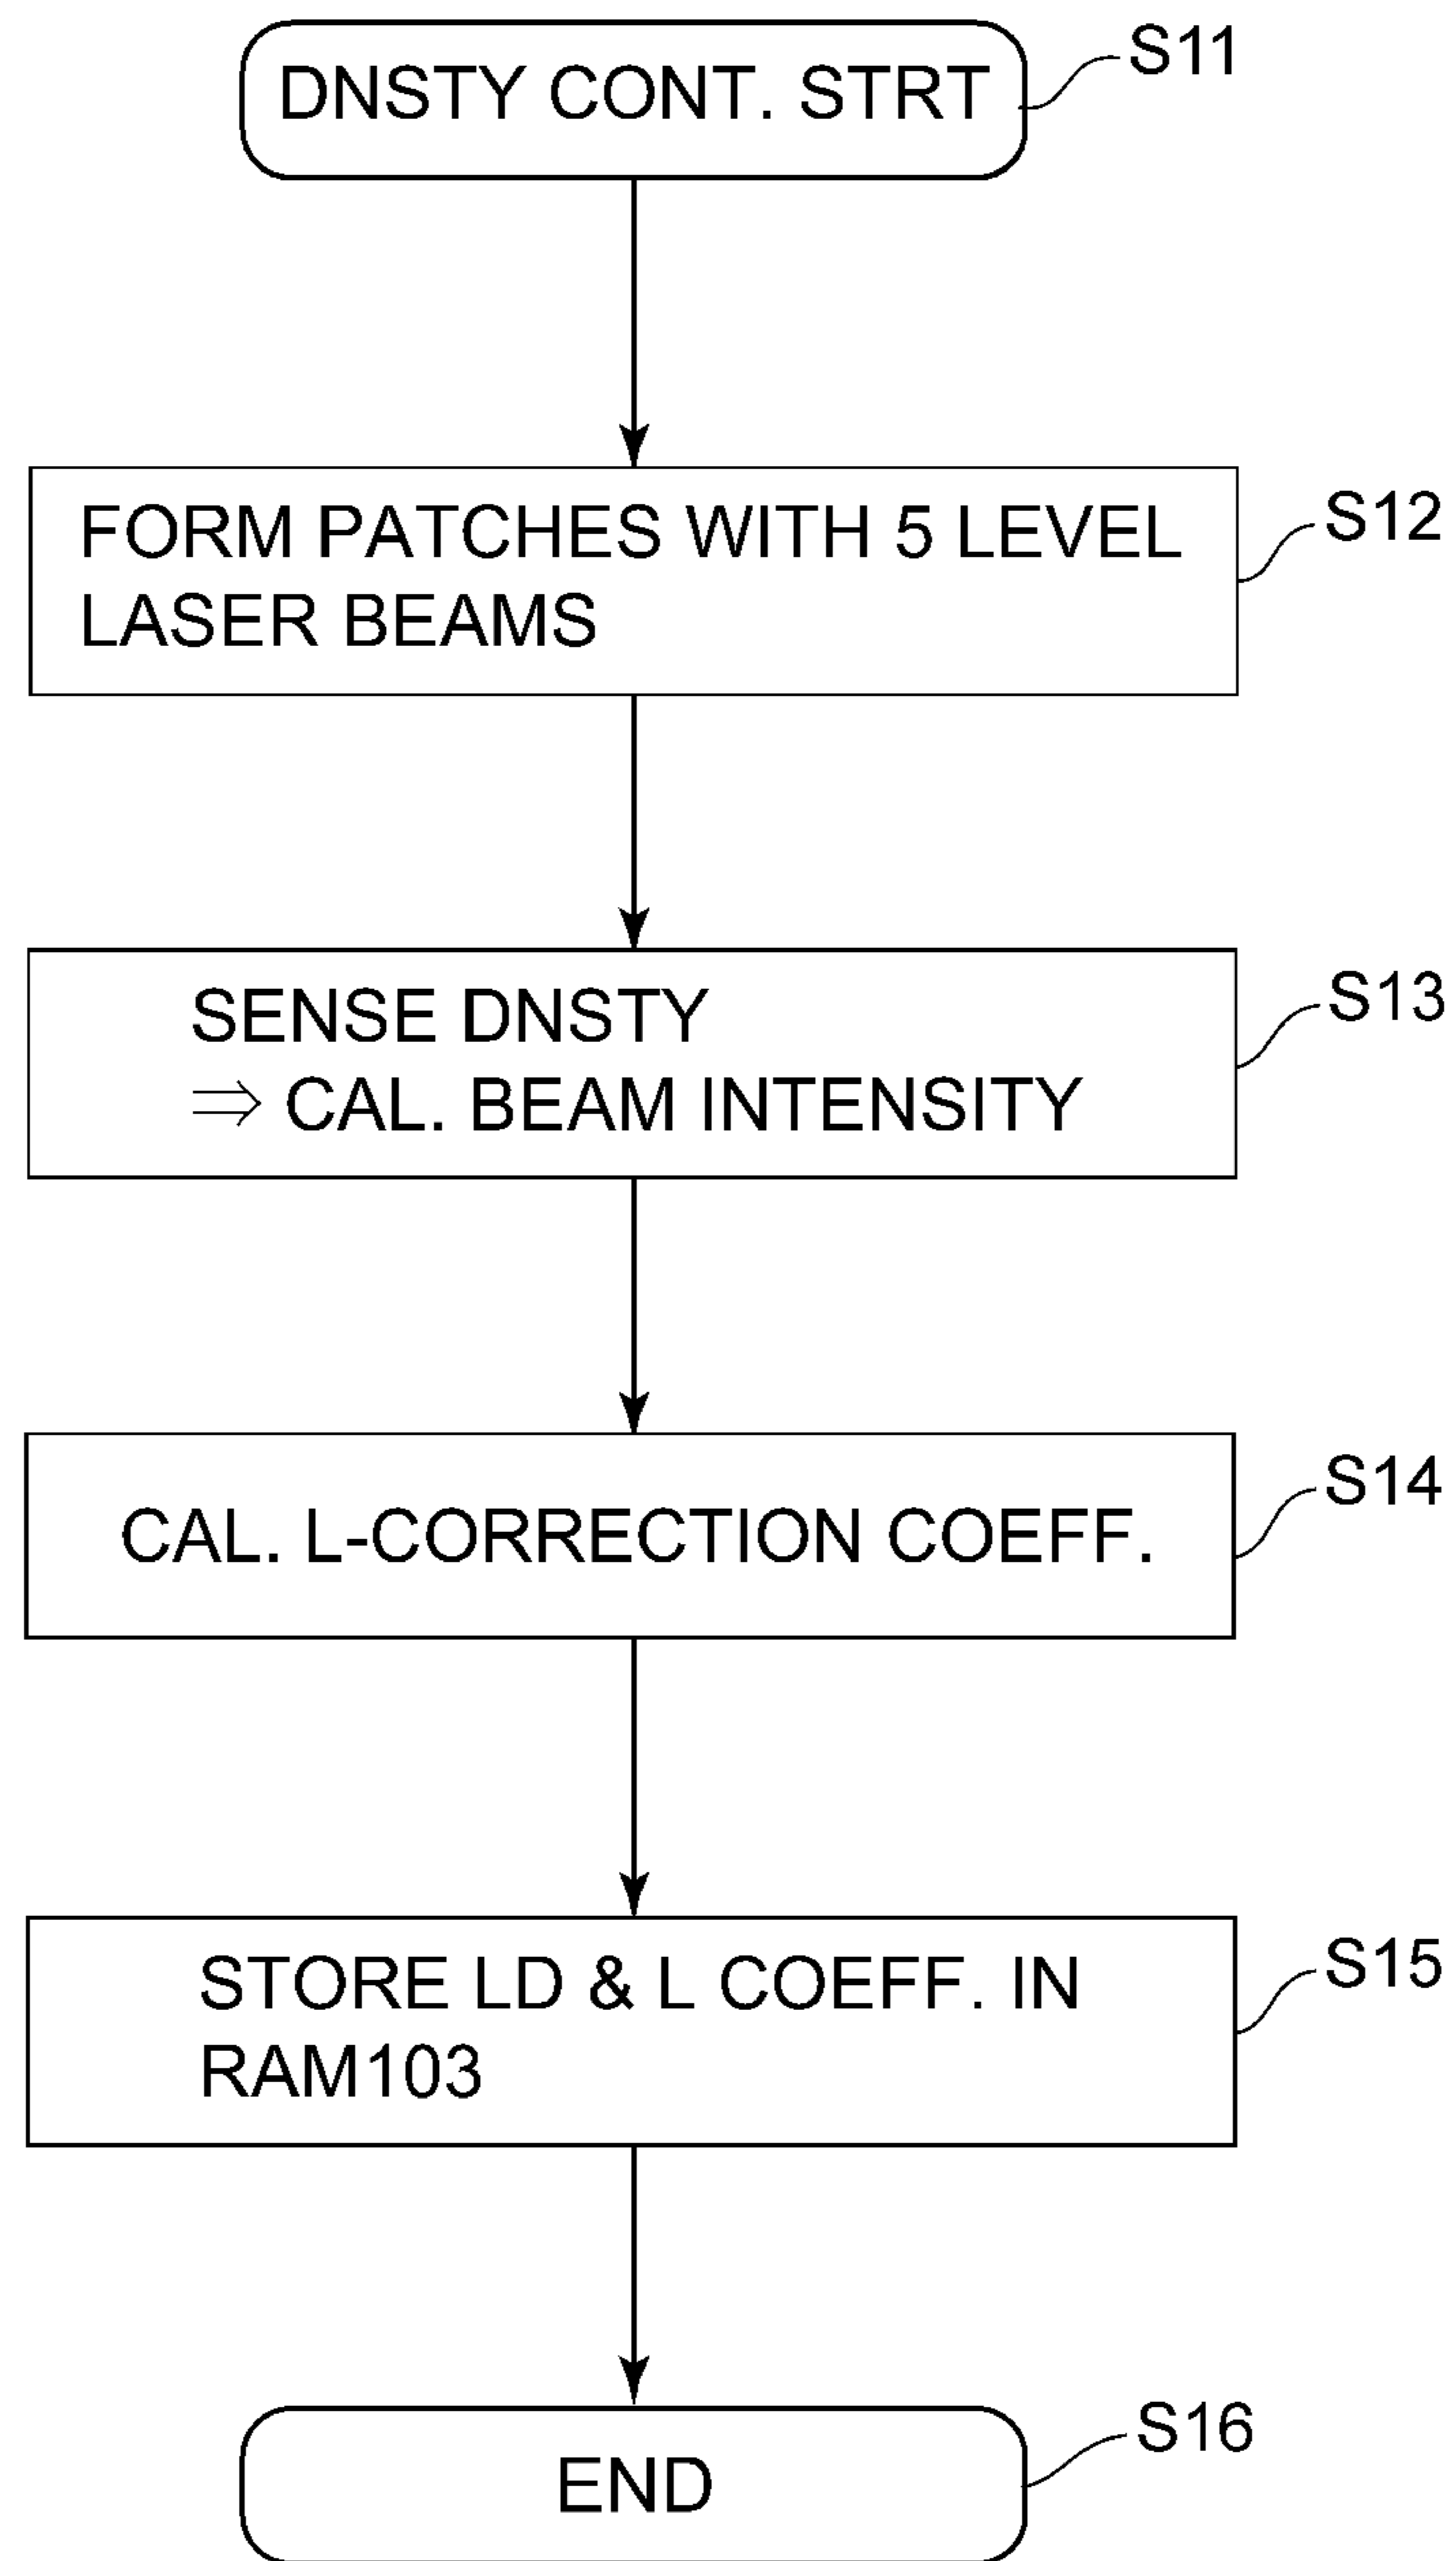 DNSTY CONT. STRT
S11
FORM PATCHES WITH 5 LEVEL
LASER BEAMS
S12
SENSE DNSTY
⇒ CAL. BEAM INTENSITY
S13
CAL. L-CORRECTION COEFF.
S14
STORE LD & L COEFF. IN
RAM103
S15
END
S16